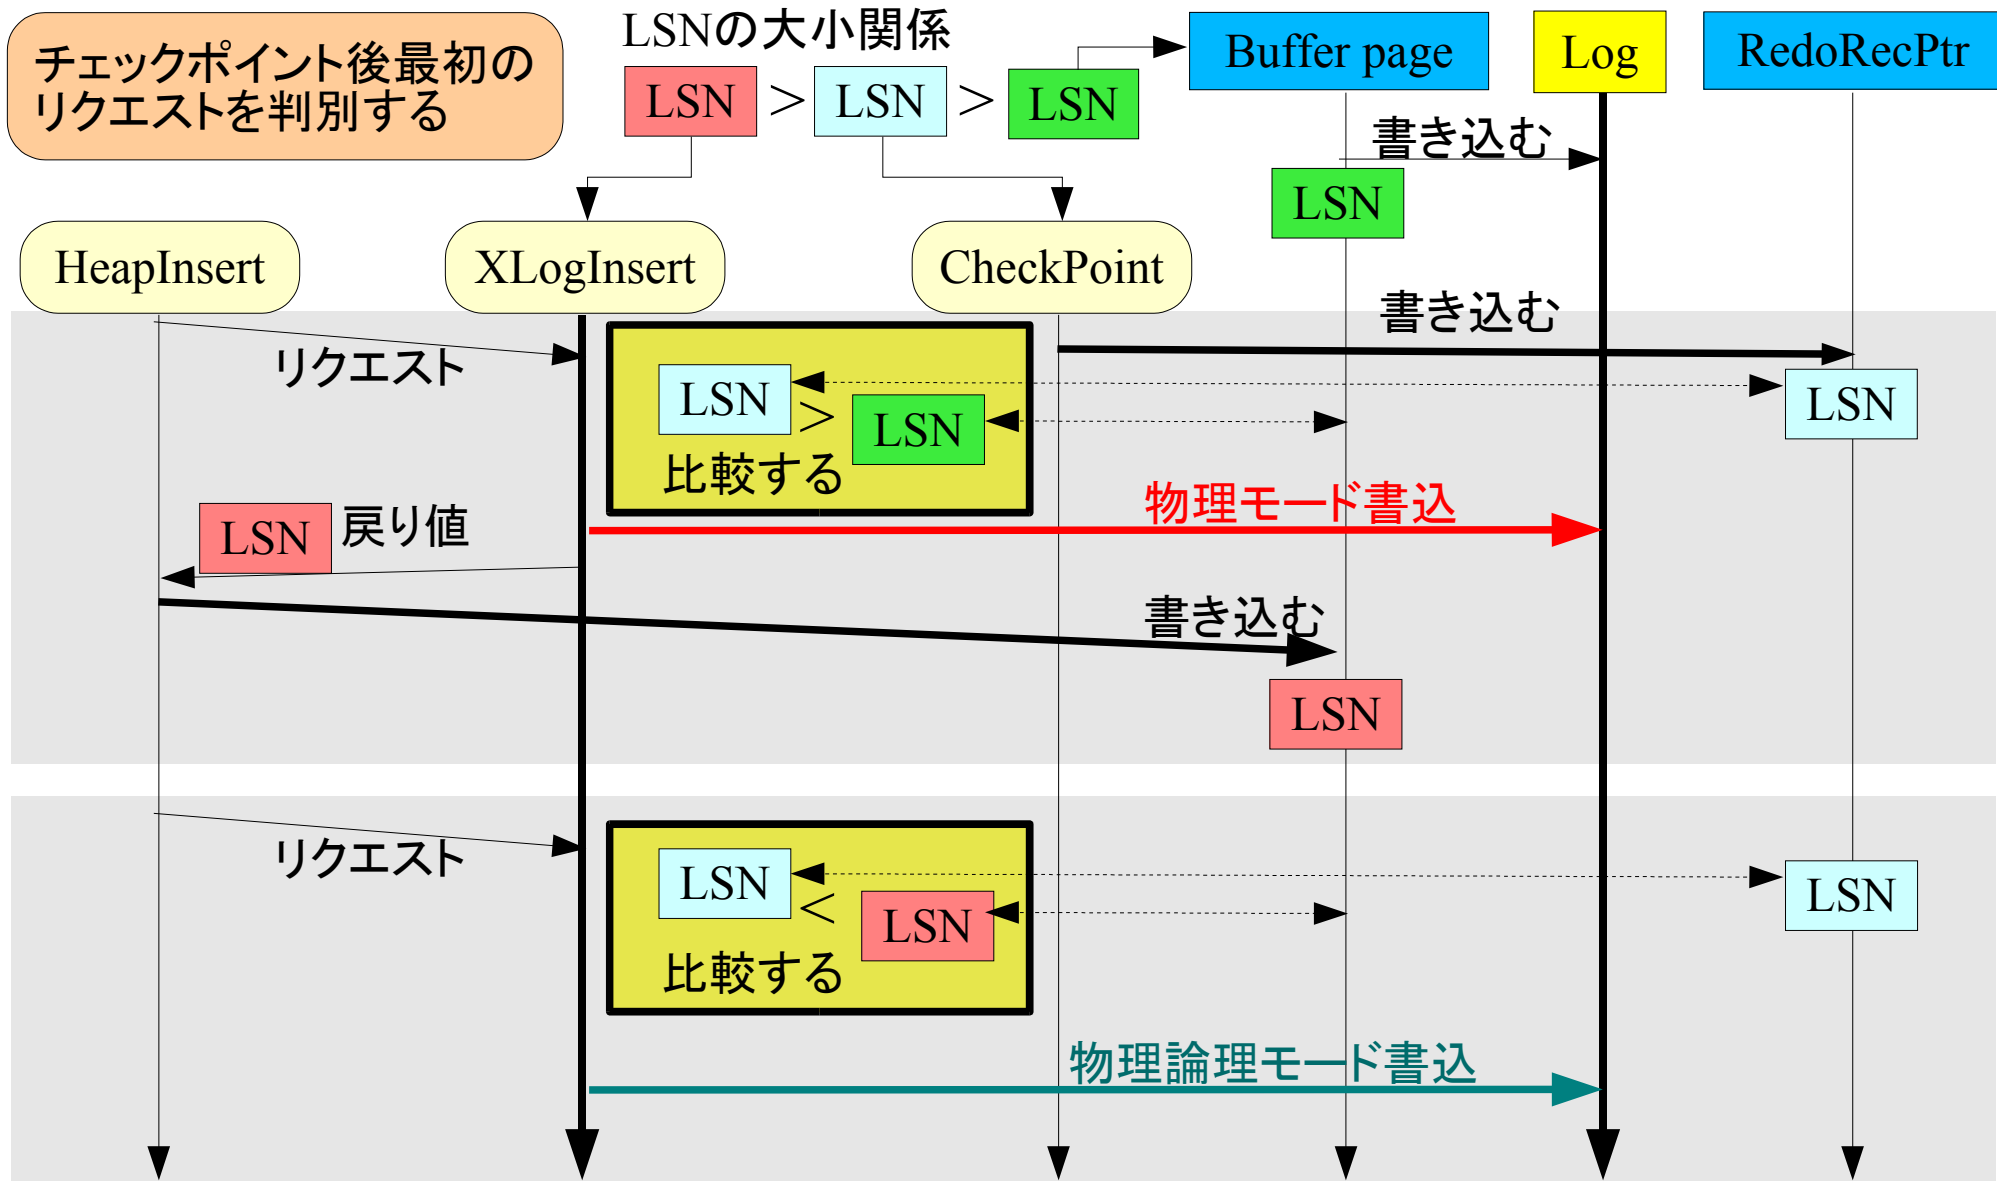 チェックポイント後最初の
リクエストを判別する
LSNの大小関係
LSN > LSN > LSN
Buffer page
Log
RedoRecPtr
書き込む
LSN
HeapInsert
XLogInsert
CheckPoint
書き込む
リクエスト
LSN > LSN
比較する
LSN
物理モード書込
LSN 戻り値
書き込む
LSN
リクエスト
LSN < LSN
比較する
LSN
物理論理モード書込